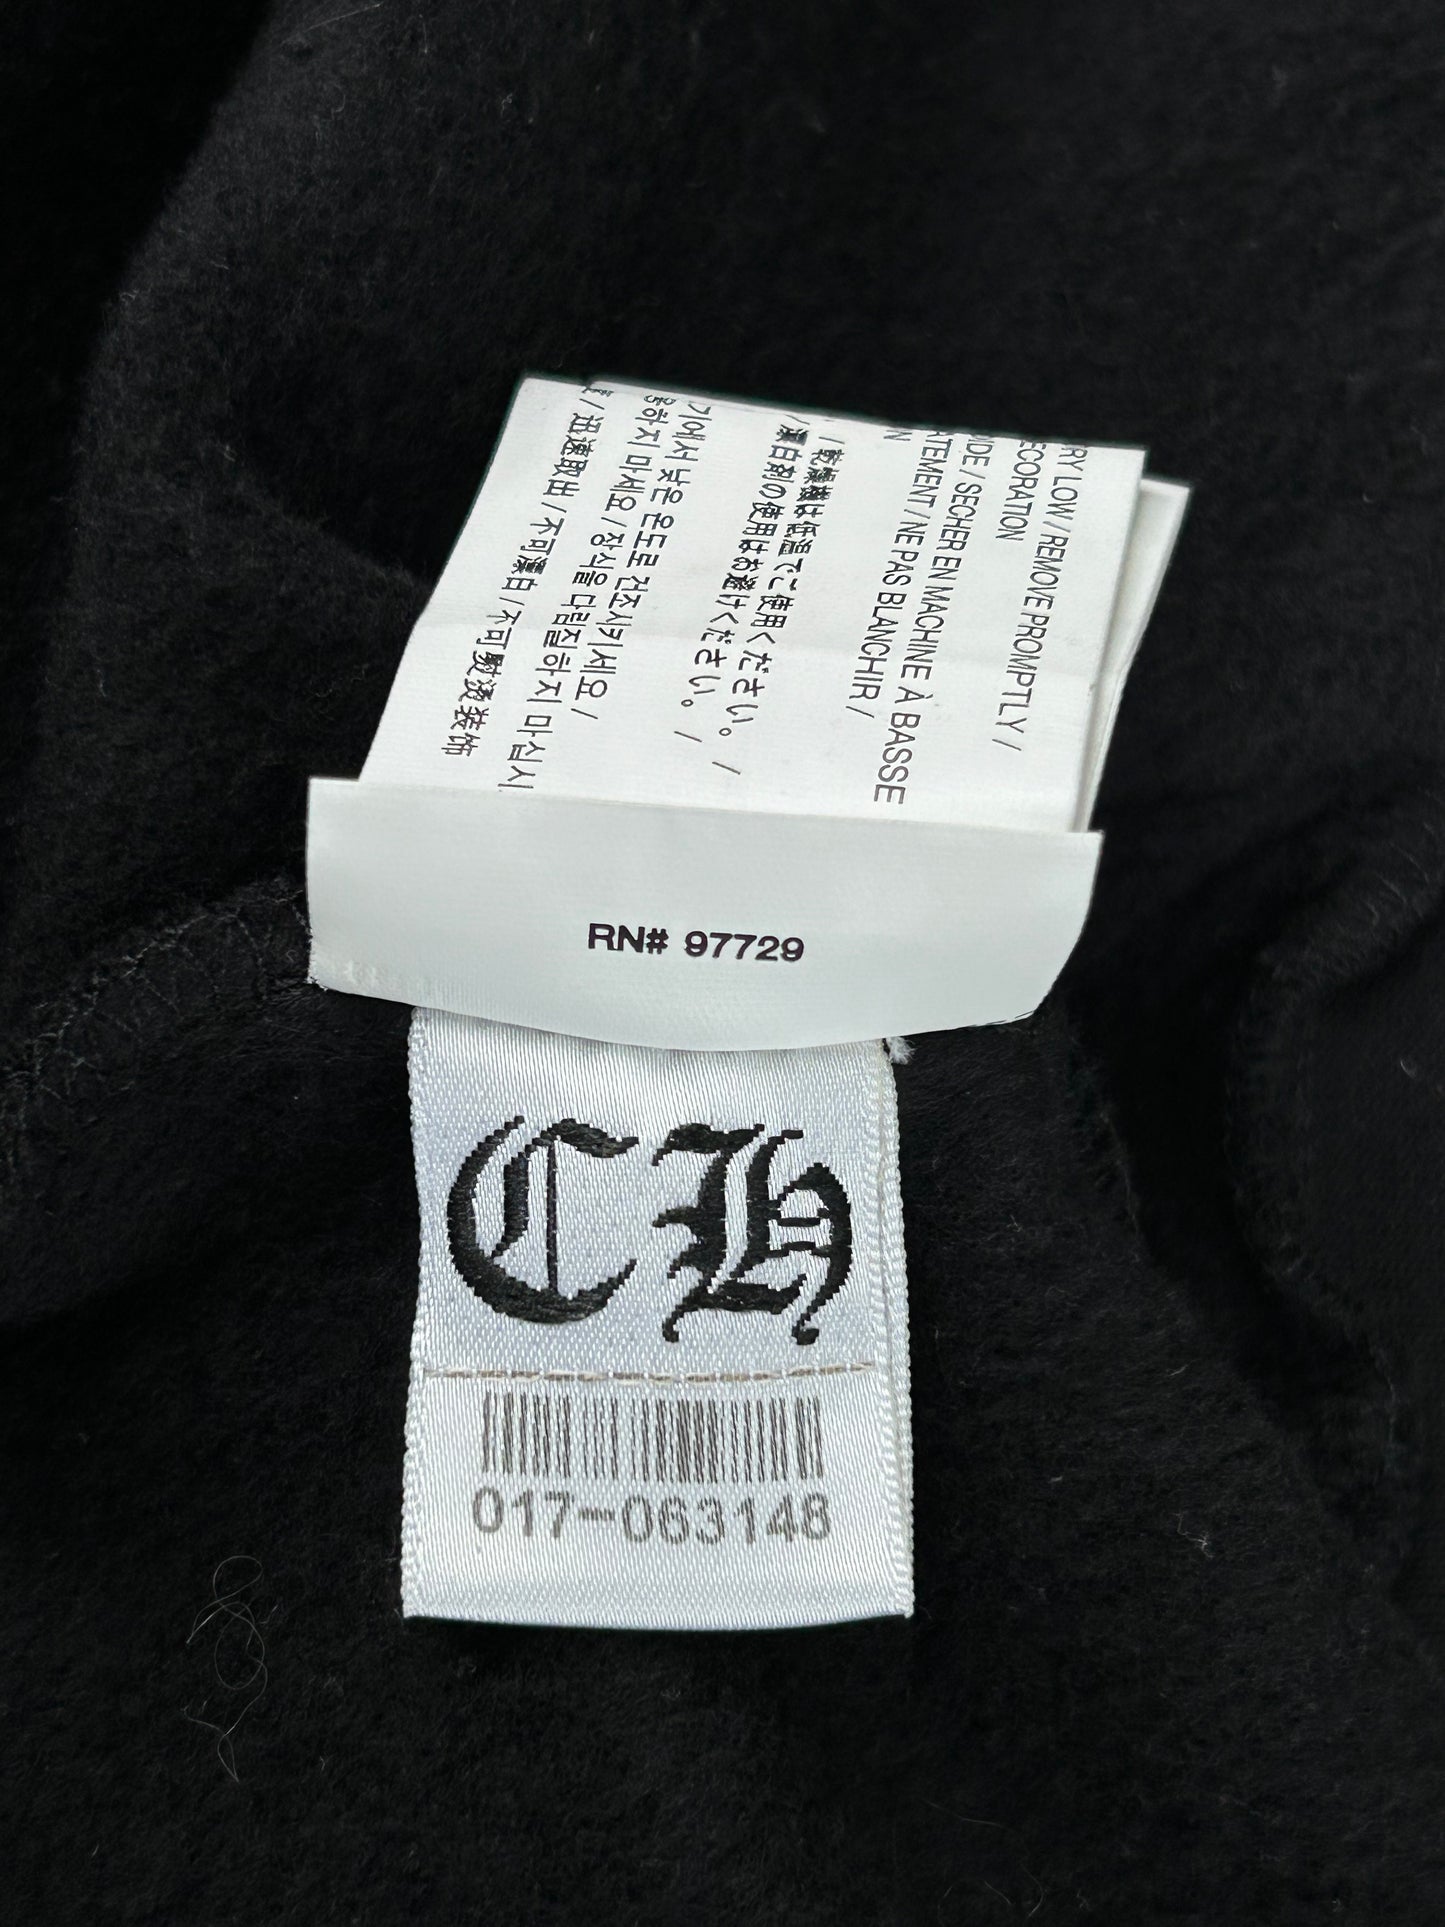 RY LOW / REMOVE PROMPTLY /
ECORATION
IDE / SECHER EN MACHINE À BASSE
TEMENT / NE PAS BLANCHIR /
N
/ 乾燥機は低温でご使用ください。 /
/ 漂白剤の使用はお避けください。 /
기에서 낮은 온도로 건조시키세요 /
하지 마세요 / 장식을 다림질하지 마십시
/ 迅速取出 / 不可漂白 / 不可熨烫装饰
RN# 97729
CH
017-063148